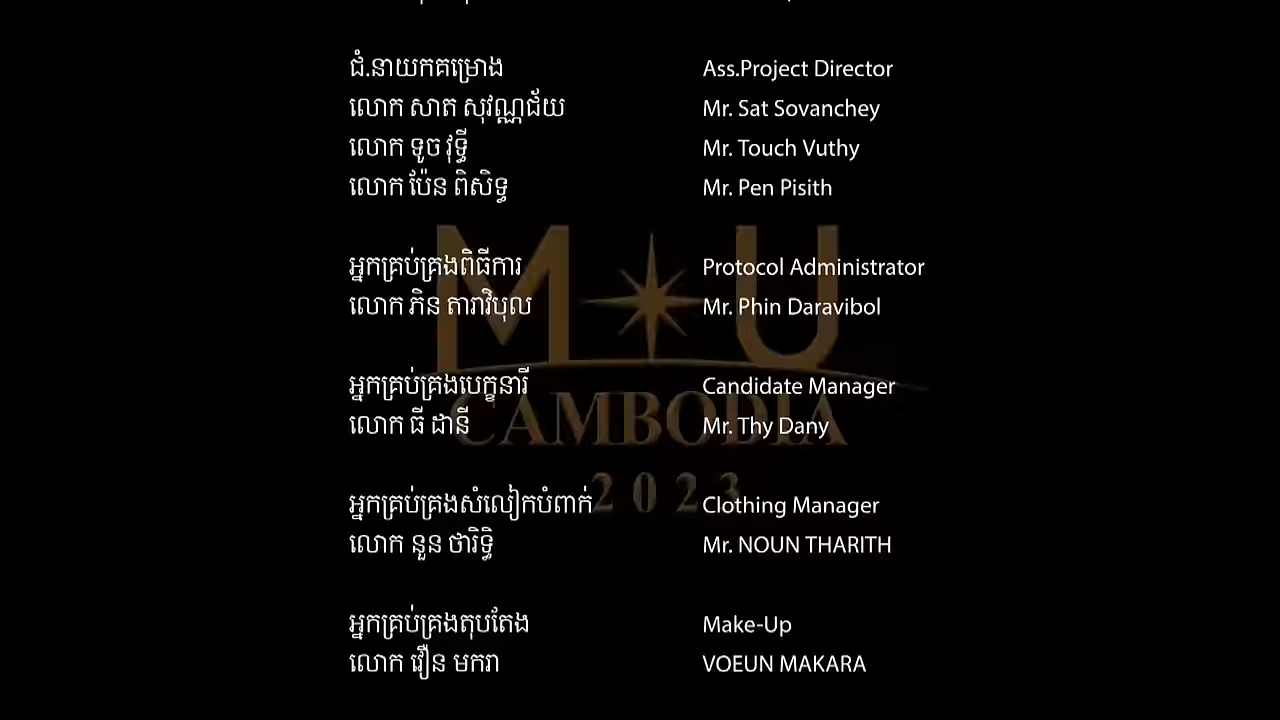 ជំ.នាយកគម្រោង Ass.Project Director
លោក សាត សុវណ្ណជ័យ Mr. Sat Sovanchey
លោក ទូច វុទ្ធី Mr. Touch Vuthy
លោក ប៉ែន ពិសិទ្ធ Mr. Pen Pisith
M U
អ្នកគ្រប់គ្រងពិធីការ Protocol Administrator
លោក ភិន តារាវិបុល Mr. Phin Daravibol
អ្នកគ្រប់គ្រងបេក្ខនារី Candidate Manager
CAMBODIA
លោក ធី ដានី Mr. Thy Dany
2023
អ្នកគ្រប់គ្រងសំលៀកបំពាក់ Clothing Manager
លោក នួន ថារិទ្ធិ Mr. NOUN THARITH
អ្នកគ្រប់គ្រងតុបតែង Make-Up
លោក វឿន មករា VOEUN MAKARA